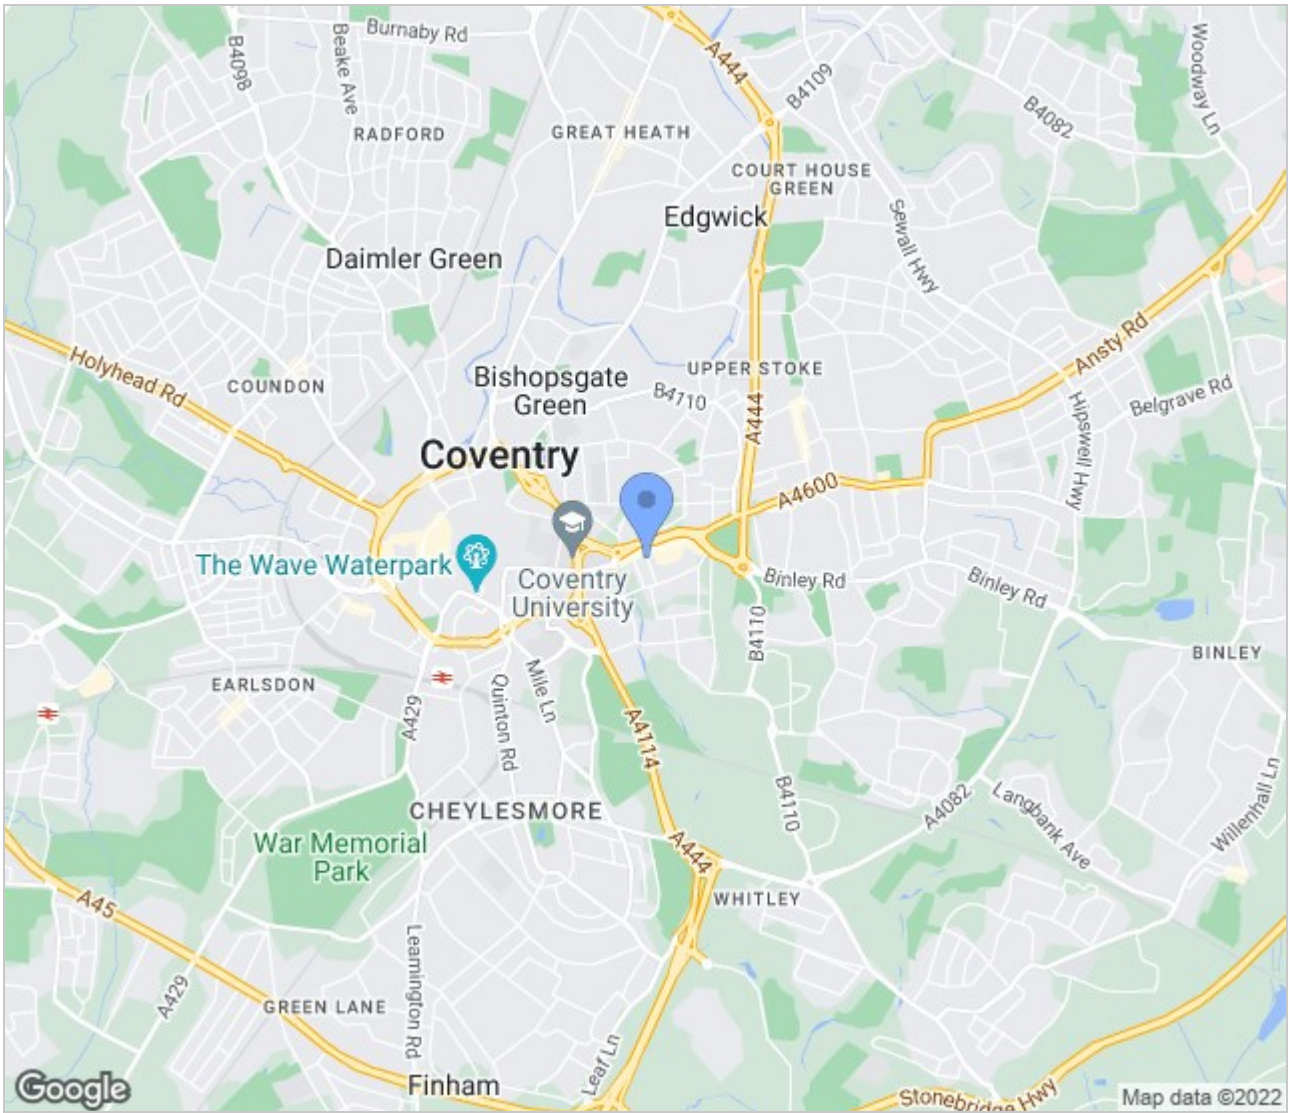 Burnaby Rd
B4098
Beake Ave
A444
B4109
Woodway Ln
B4082
RADFORD
GREAT HEATH
COURT HOUSE
GREEN
Edgwick
Sewall Hwy
Daimler Green
Holyhead Rd
COUNDON
Bishopsgate
Green
B4110
UPPER STOKE
A444
Ansty Rd
Belgrave Rd
Hipswell Hwy
Coventry
A4600
The Wave Waterpark
Coventry
University
Binley Rd
Binley Rd
B4110
BINLEY
EARLSDON
A429
Quinton Rd
Mile Ln
A4114
B4110
A4082
Langbank Ave
Willenhall Ln
CHEYLESMORE
War Memorial
Park
A444
WHITLEY
A45
A429
Leamington Rd
GREEN LANE
Leaf Ln
Finham
Stonebridge Hwy
Google
Map data ©2022